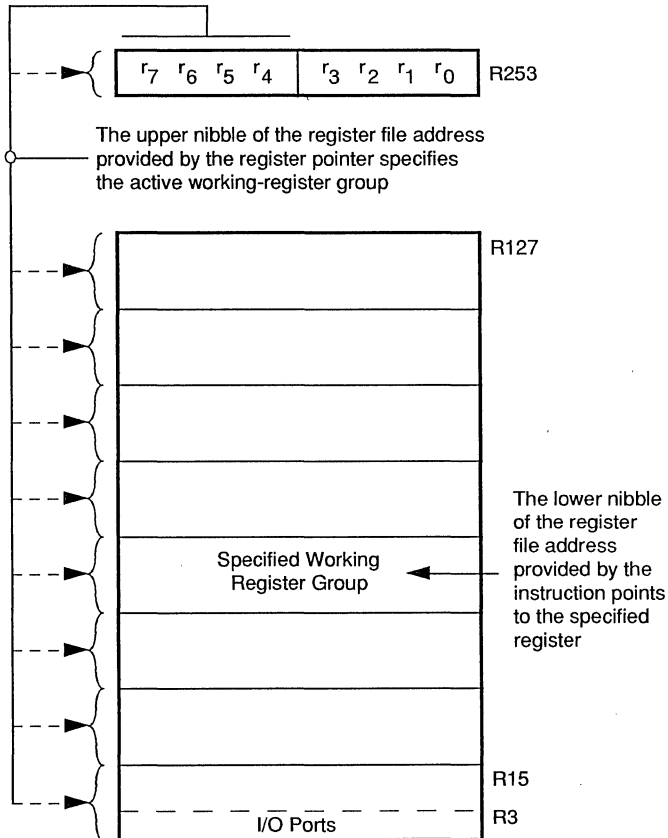 r7 r6 r5 r4 r3 r2 r1 r0 R253
The upper nibble of the register file address
provided by the register pointer specifies
the active working-register group
R127
The lower nibble
of the register
file address
provided by the
instruction points
to the specified
register
Specified Working
Register Group
R15
R3
I/O Ports